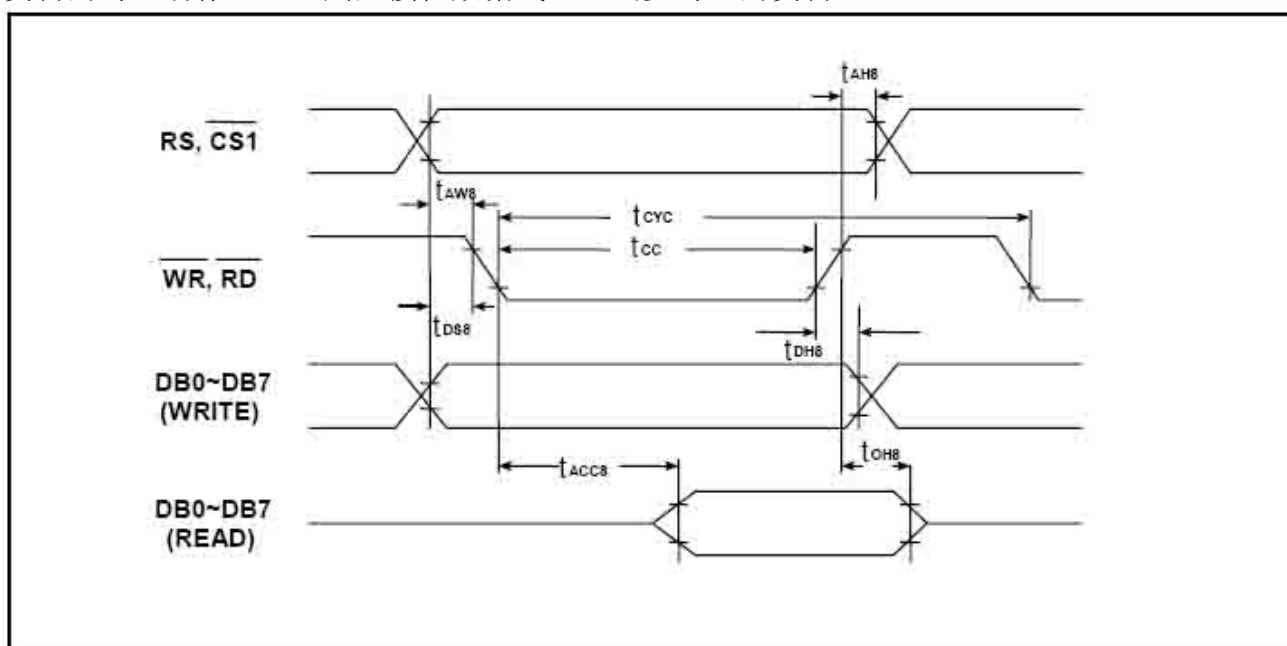 tAH8
RS, CS1
tAW8
tCYC
tCC
WR, RD
tDS8
tDH8
DB0~DB7
(WRITE)
tACC8
tOH8
DB0~DB7
(READ)